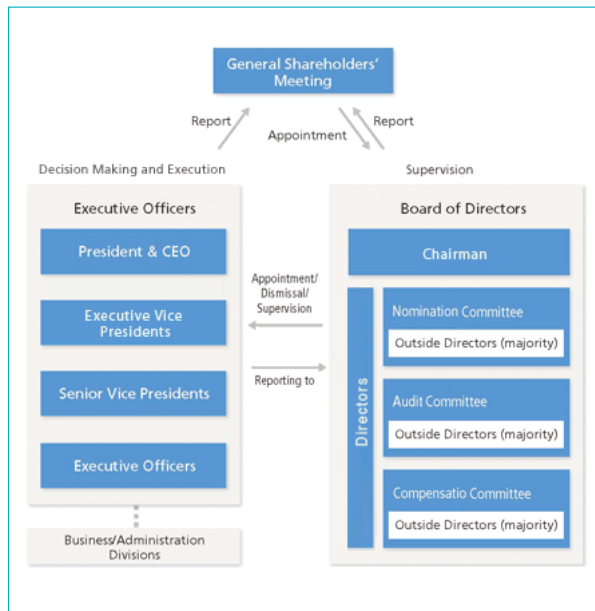 General Shareholders'
Meeting
Report
Appointment
Report
Decision Making and Execution
Supervision
Executive Officers
President & CEO
Executive Vice
Presidents
Senior Vice Presidents
Executive Officers
Business/Administration
Divisions
Appointment/
Dismissal/
Supervision
Reporting to
Board of Directors
Chairman
Directors
Nomination Committee
Outside Directors (majority)
Audit Committee
Outside Directors (majority)
Compensatio Committee
Outside Directors (majority)